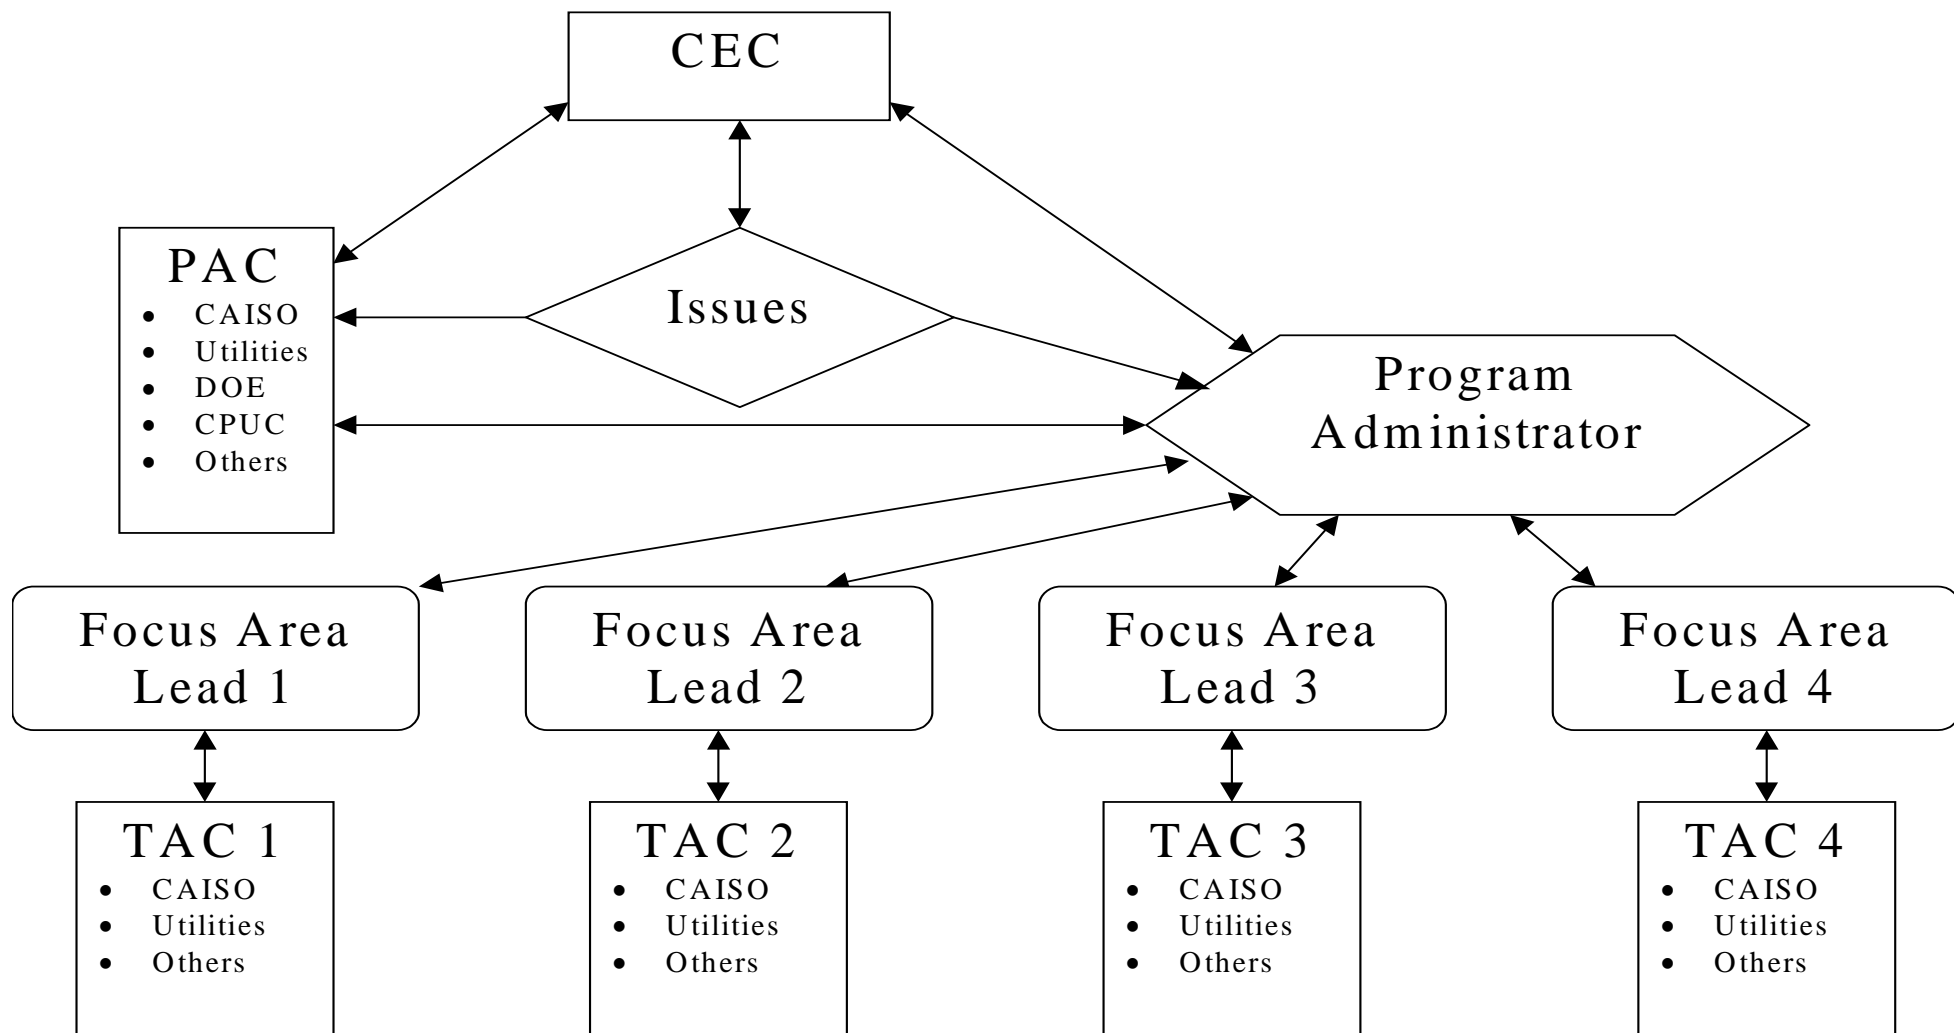 CEC
PAC
• CAISO
• Utilities
• DOE
• CPUC
• Others
Issues
Program
Administrator
Focus Area
Lead 1
Focus Area
Lead 2
Focus Area
Lead 3
Focus Area
Lead 4
TAC 1
• CAISO
• Utilities
• Others
TAC 2
• CAISO
• Utilities
• Others
TAC 3
• CAISO
• Utilities
• Others
TAC 4
• CAISO
• Utilities
• Others